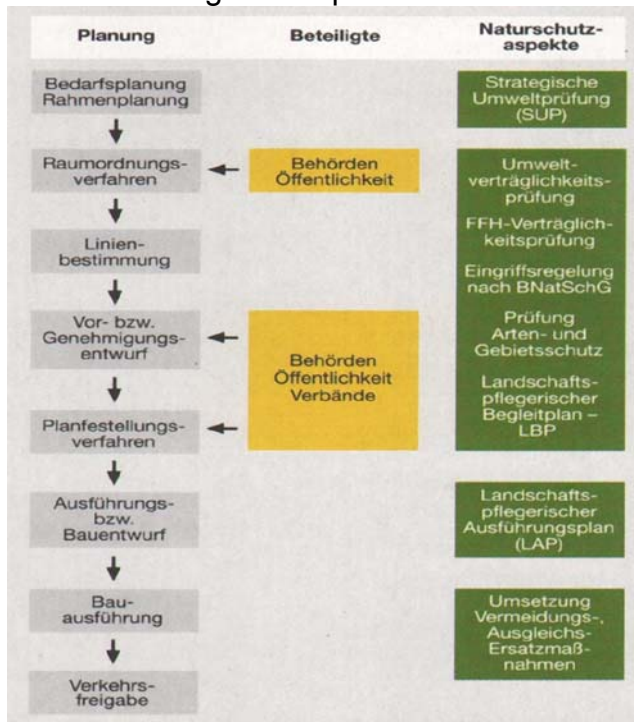 Planung
Beteiligte
Naturschutz-
aspekte
Bedarfsplanung
Rahmenplanung
Strategische
Umweltprüfung
(SUP)
Raumordnungs-
verfahren
Behörden
Öffentlichkeit
Umwelt-
verträglichkeits-
prüfung
FFH-Verträglich-
keitsprüfung
Eingriffsregelung
nach BNatSchG
Prüfung
Arten- und
Gebietsschutz
Landschafts-
pflegerischer
Begleitplan –
LBP
Linien-
bestimmung
Vor- bzw.
Genehmigungs-
entwurf
Behörden
Öffentlichkeit
Verbände
Planfestellungs-
verfahren
Ausführungs-
bzw.
Bauentwurf
Landschafts-
pflegerischer
Ausführungsplan
(LAP)
Bau-
ausführung
Umsetzung
Vermeidungs-,
Ausgleichs-
Ersatzmaß-
nahmen
Verkehrs-
freigabe